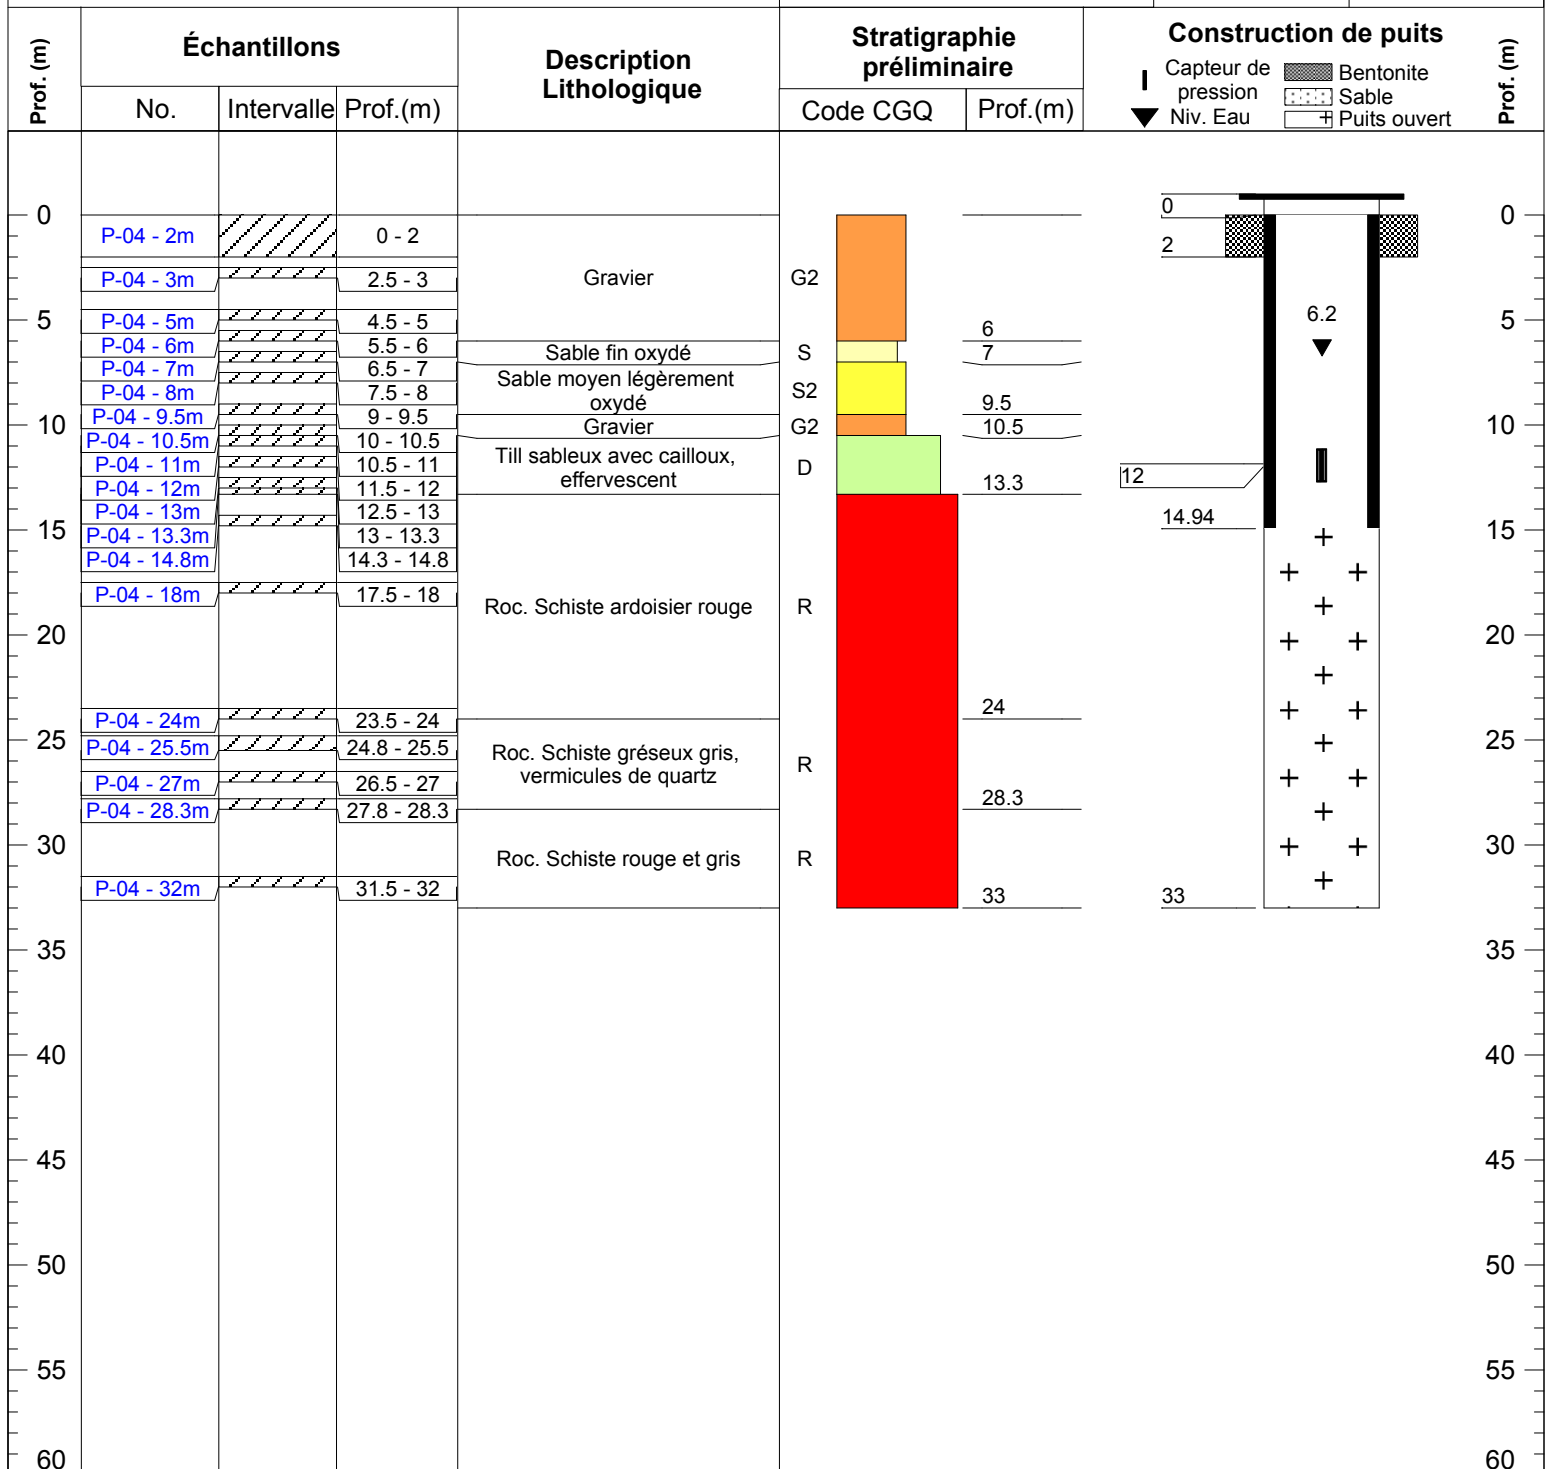 Prof. (m)
Échantillons
No.
Intervalle
Prof.(m)
Description
Lithologique
Stratigraphie
préliminaire
Code CGQ
Prof.(m)
Construction de puits
Capteur de
pression
Niv. Eau
Bentonite
Sable
Puits ouvert
Prof. (m)
0
5
10
15
20
25
30
35
40
45
50
55
60
P-04 - 2m 0 - 2
P-04 - 3m 2.5 - 3
P-04 - 5m 4.5 - 5
P-04 - 6m 5.5 - 6
P-04 - 7m 6.5 - 7
P-04 - 8m 7.5 - 8
P-04 - 9.5m 9 - 9.5
P-04 - 10.5m 10 - 10.5
P-04 - 11m 10.5 - 11
P-04 - 12m 11.5 - 12
P-04 - 13m 12.5 - 13
P-04 - 13.3m 13 - 13.3
P-04 - 14.8m 14.3 - 14.8
P-04 - 18m 17.5 - 18
P-04 - 24m 23.5 - 24
P-04 - 25.5m 24.8 - 25.5
P-04 - 27m 26.5 - 27
P-04 - 28.3m 27.8 - 28.3
P-04 - 32m 31.5 - 32
Gravier
Sable fin oxydé
Sable moyen légèrement
oxydé
Gravier
Till sableux avec cailloux,
effervescent
Roc. Schiste ardoisier rouge
Roc. Schiste gréseux gris,
vermicules de quartz
Roc. Schiste rouge et gris
G2
S
S2
G2
D
R
R
R
6
7
9.5
10.5
13.3
24
28.3
33
0
2
6.2
12
14.94
33
0
5
10
15
20
25
30
35
40
45
50
55
60